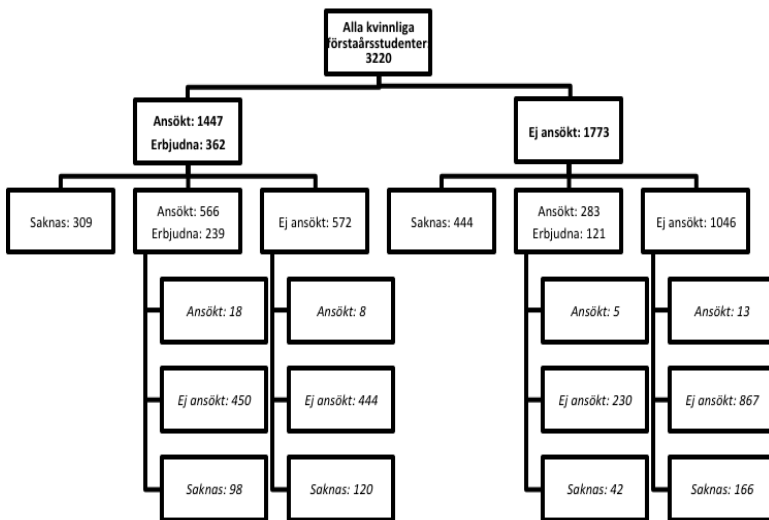 Alla kvinnliga
förstaårsstudenter:
3220
Ansökt: 1447
Erbjudna: 362
Ej ansökt: 1773
Saknas: 309
Ansökt: 566
Erbjudna: 239
Ej ansökt: 572
Saknas: 444
Ansökt: 283
Erbjudna: 121
Ej ansökt: 1046
Ansökt: 18
Ansökt: 8
Ansökt: 5
Ansökt: 13
Ej ansökt: 450
Ej ansökt: 444
Ej ansökt: 230
Ej ansökt: 867
Saknas: 98
Saknas: 120
Saknas: 42
Saknas: 166